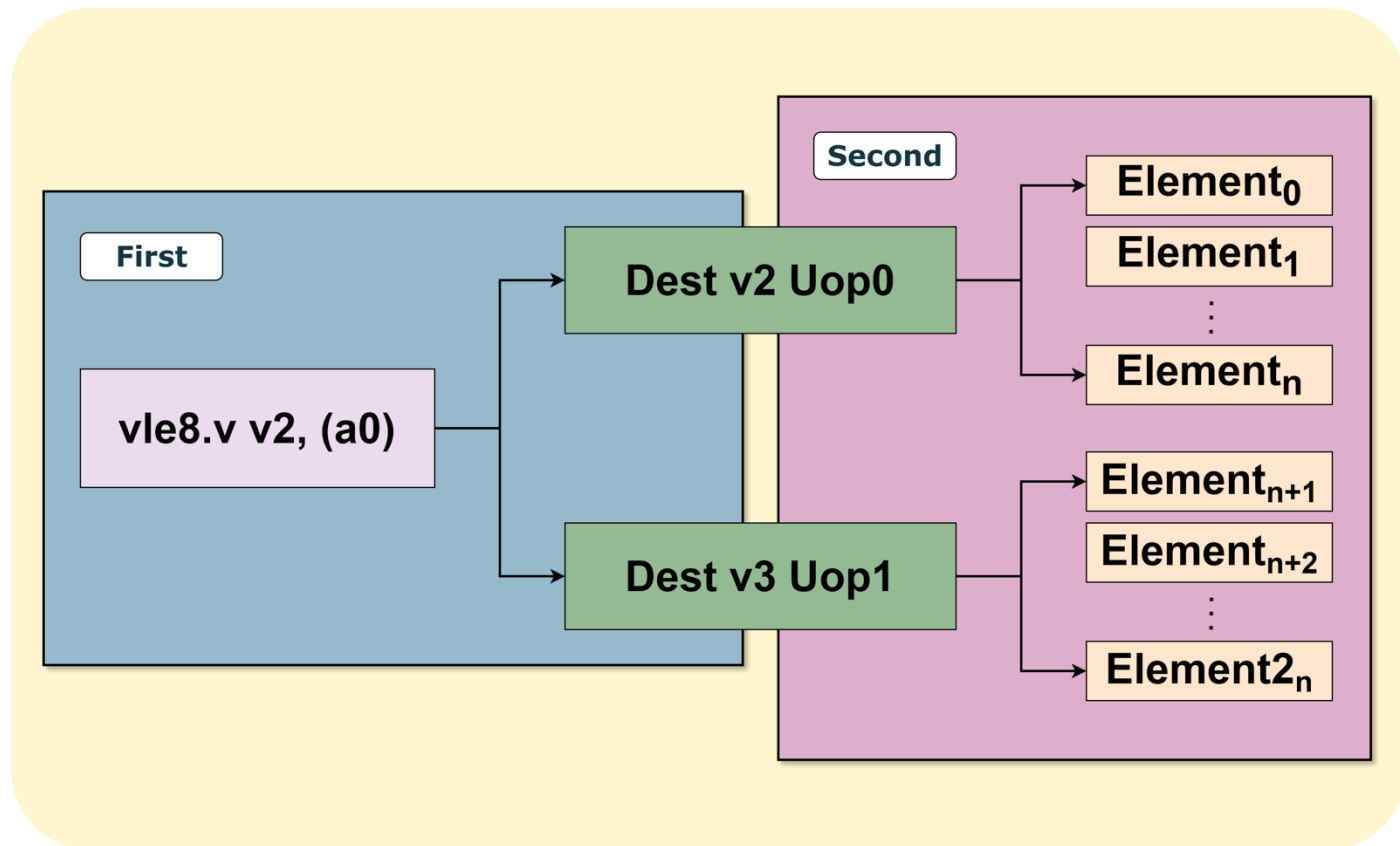 First
vle8.v v2, (a0)
Dest v2 Uop0
Dest v3 Uop1
Second
Element₀
Element₁
⋮
Elementₙ
Elementₙ₊₁
Elementₙ₊₂
⋮
Element2ₙ